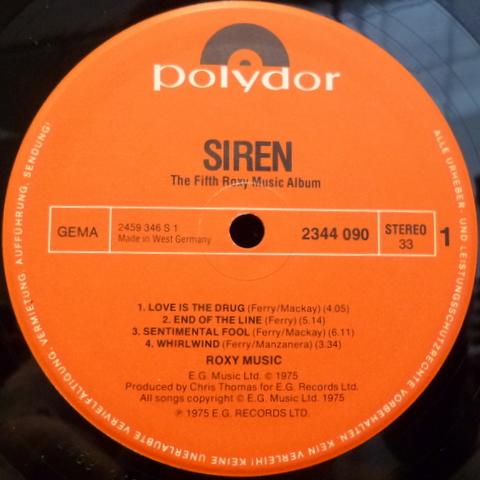 polydor
SIREN
The Fifth Roxy Music Album
GEMA
2459 346 S 1
Made in West Germany
2344 090
STEREO
33
1
1. LOVE IS THE DRUG (Ferry/Mackay) (4.05)
2. END OF THE LINE (Ferry) (5.14)
3. SENTIMENTAL FOOL (Ferry/Mackay) (6.11)
4. WHIRLWIND (Ferry/Manzanera) (3.34)
ROXY MUSIC
E.G. Music Ltd. © 1975
Produced by Chris Thomas for E.G. Records Ltd.
All songs copyright © E.G. Music Ltd. 1975
℗ 1975 E.G. RECORDS LTD.
ALLE URHEBER- UND LEISTUNGSSCHUTZRECHTE VORBEHALTEN. KEIN VERLEIH! KEINE UNERLAUBTE VERVIELFÄLTIGUNG, VERMIETUNG, AUFFÜHRUNG, SENDUNG!